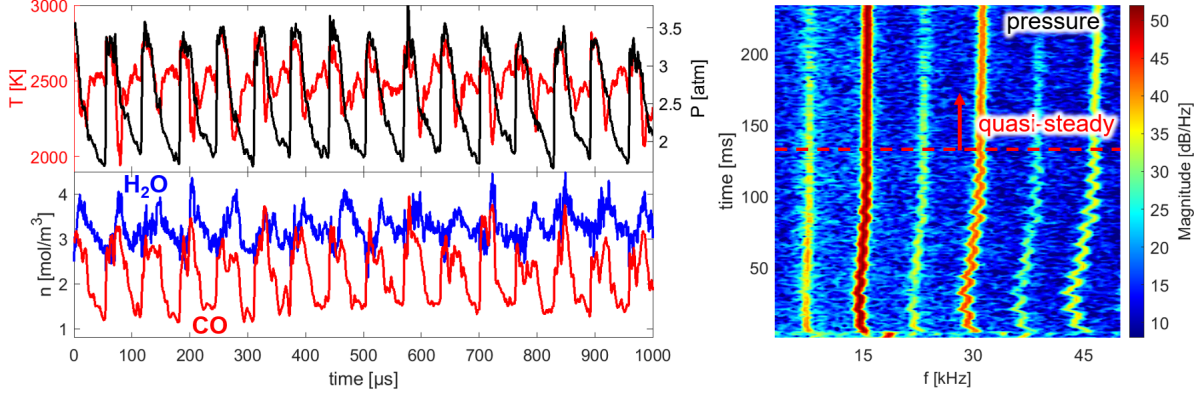 3000
2500
2000
T [K]
3.5
3
2.5
2
P [atm]
H₂O
CO
4
3
2
1
n [mol/m³]
0 100 200 300 400 500 600 700 800 900 1000
time [µs]
pressure
quasi-steady
200
150
100
50
time [ms]
15 30 45
f [kHz]
50
45
40
35
30
25
20
15
10
Magnitude [dB/Hz]